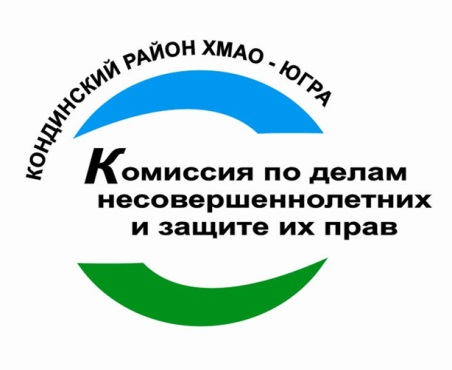 КОНДИНСКИЙ РАЙОН ХМАО - ЮГРА
Комиссия по делам
несовершеннолетних
и защите их прав